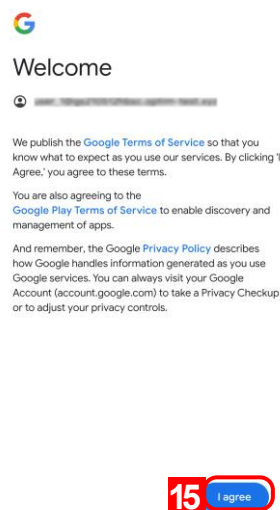 Welcome
We publish the Google Terms of Service so that you
know what to expect as you use our services. By clicking 'I
Agree,' you agree to these terms.
You are also agreeing to the
Google Play Terms of Service to enable discovery and
management of apps.
And remember, the Google Privacy Policy describes
how Google handles information generated as you use
Google services. You can always visit your Google
Account (account.google.com) to take a Privacy Checkup
or to adjust your privacy controls.
15 I agree